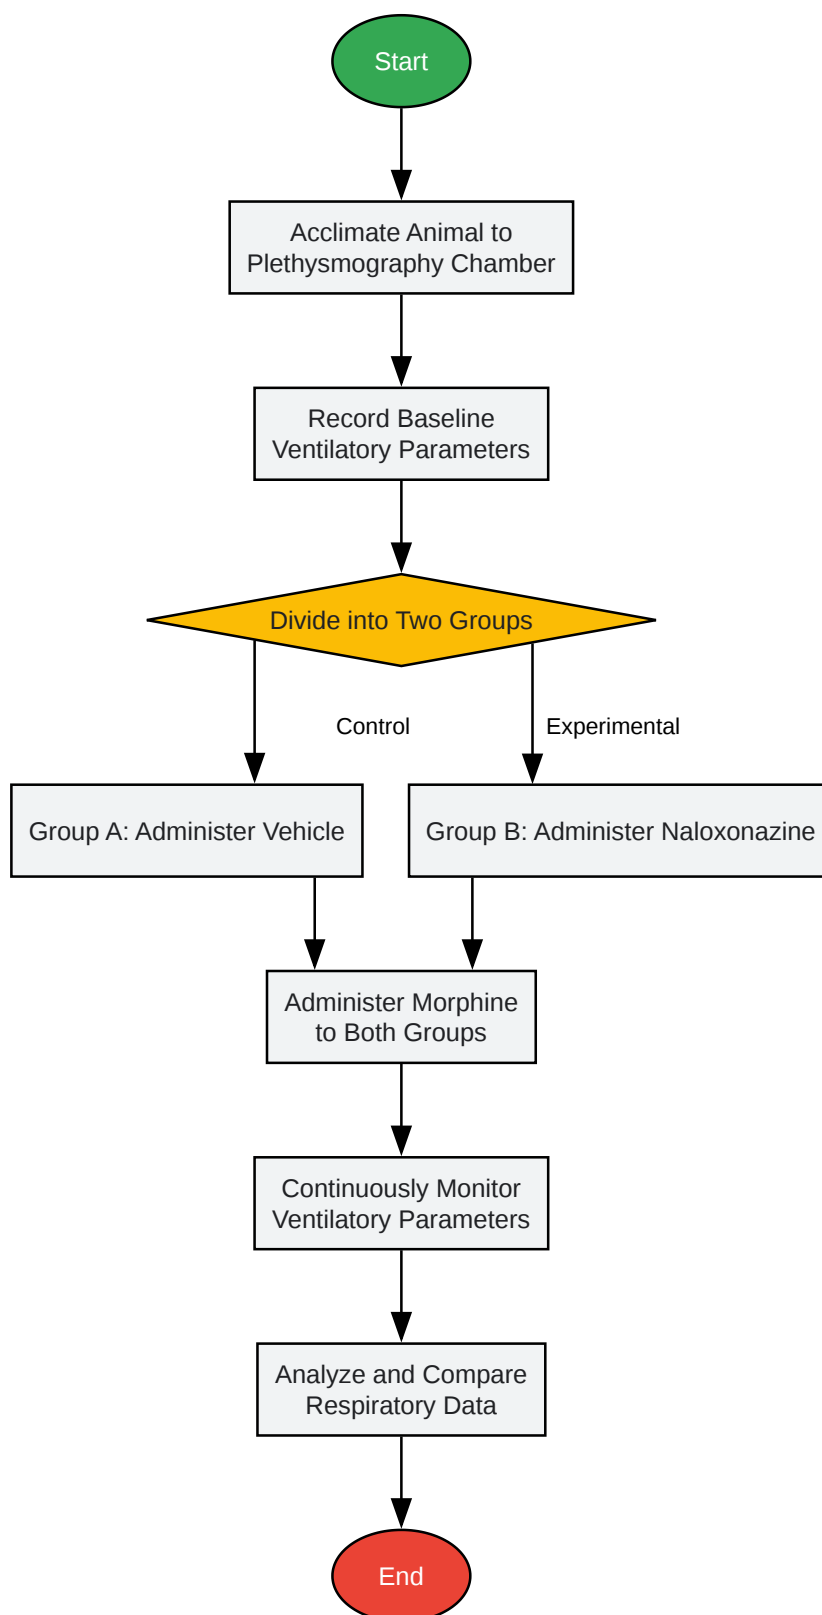 Start
Acclimate Animal to
Plethysmography Chamber
Record Baseline
Ventilatory Parameters
Divide into Two Groups
Control
Experimental
Group A: Administer Vehicle
Group B: Administer Naloxonazine
Administer Morphine
to Both Groups
Continuously Monitor
Ventilatory Parameters
Analyze and Compare
Respiratory Data
End